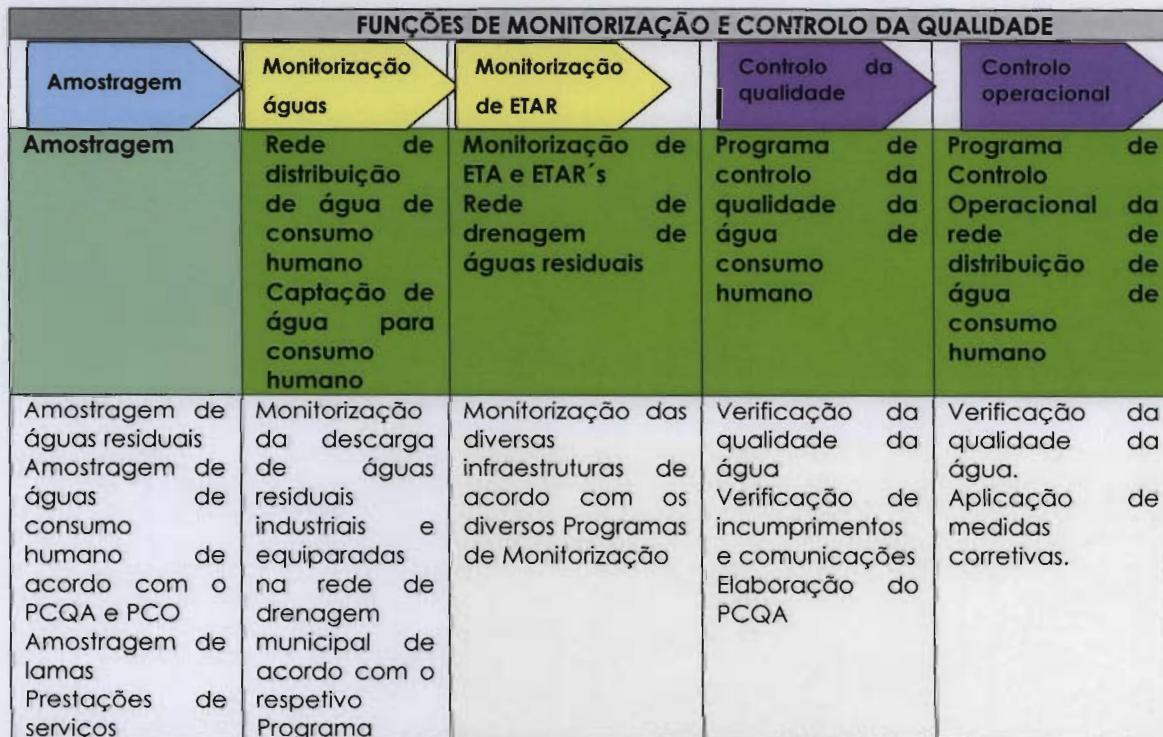 FUNÇÕES DE MONITORIZAÇÃO E CONTROLO DA QUALIDADE
Amostragem
Monitorização
águas
Monitorização
de ETAR
Controlo da
qualidade
Controlo
operacional
Amostragem
Rede de
distribuição
de água de
consumo
humano
Captação de
água para
consumo
humano
Monitorização de
ETA e ETAR´s
Rede de
drenagem de
águas residuais
Programa de
controlo da
qualidade da
água de
consumo
humano
Programa de
Controlo
Operacional da
rede de
distribuição de
água de
consumo
humano
Amostragem de
águas residuais
Amostragem de
águas de
consumo
humano de
acordo com o
PCQA e PCO
Amostragem de
lamas
Prestações de
serviços
Monitorização
da descarga
de águas
residuais
industriais e
equiparadas
na rede de
drenagem
municipal de
acordo com o
respetivo
Programa
Monitorização das
diversas
infraestruturas de
acordo com os
diversos Programas
de Monitorização
Verificação da
qualidade da
água
Verificação de
incumprimentos
e comunicações
Elaboração do
PCQA
Verificação da
qualidade da
água.
Aplicação de
medidas
corretivas.